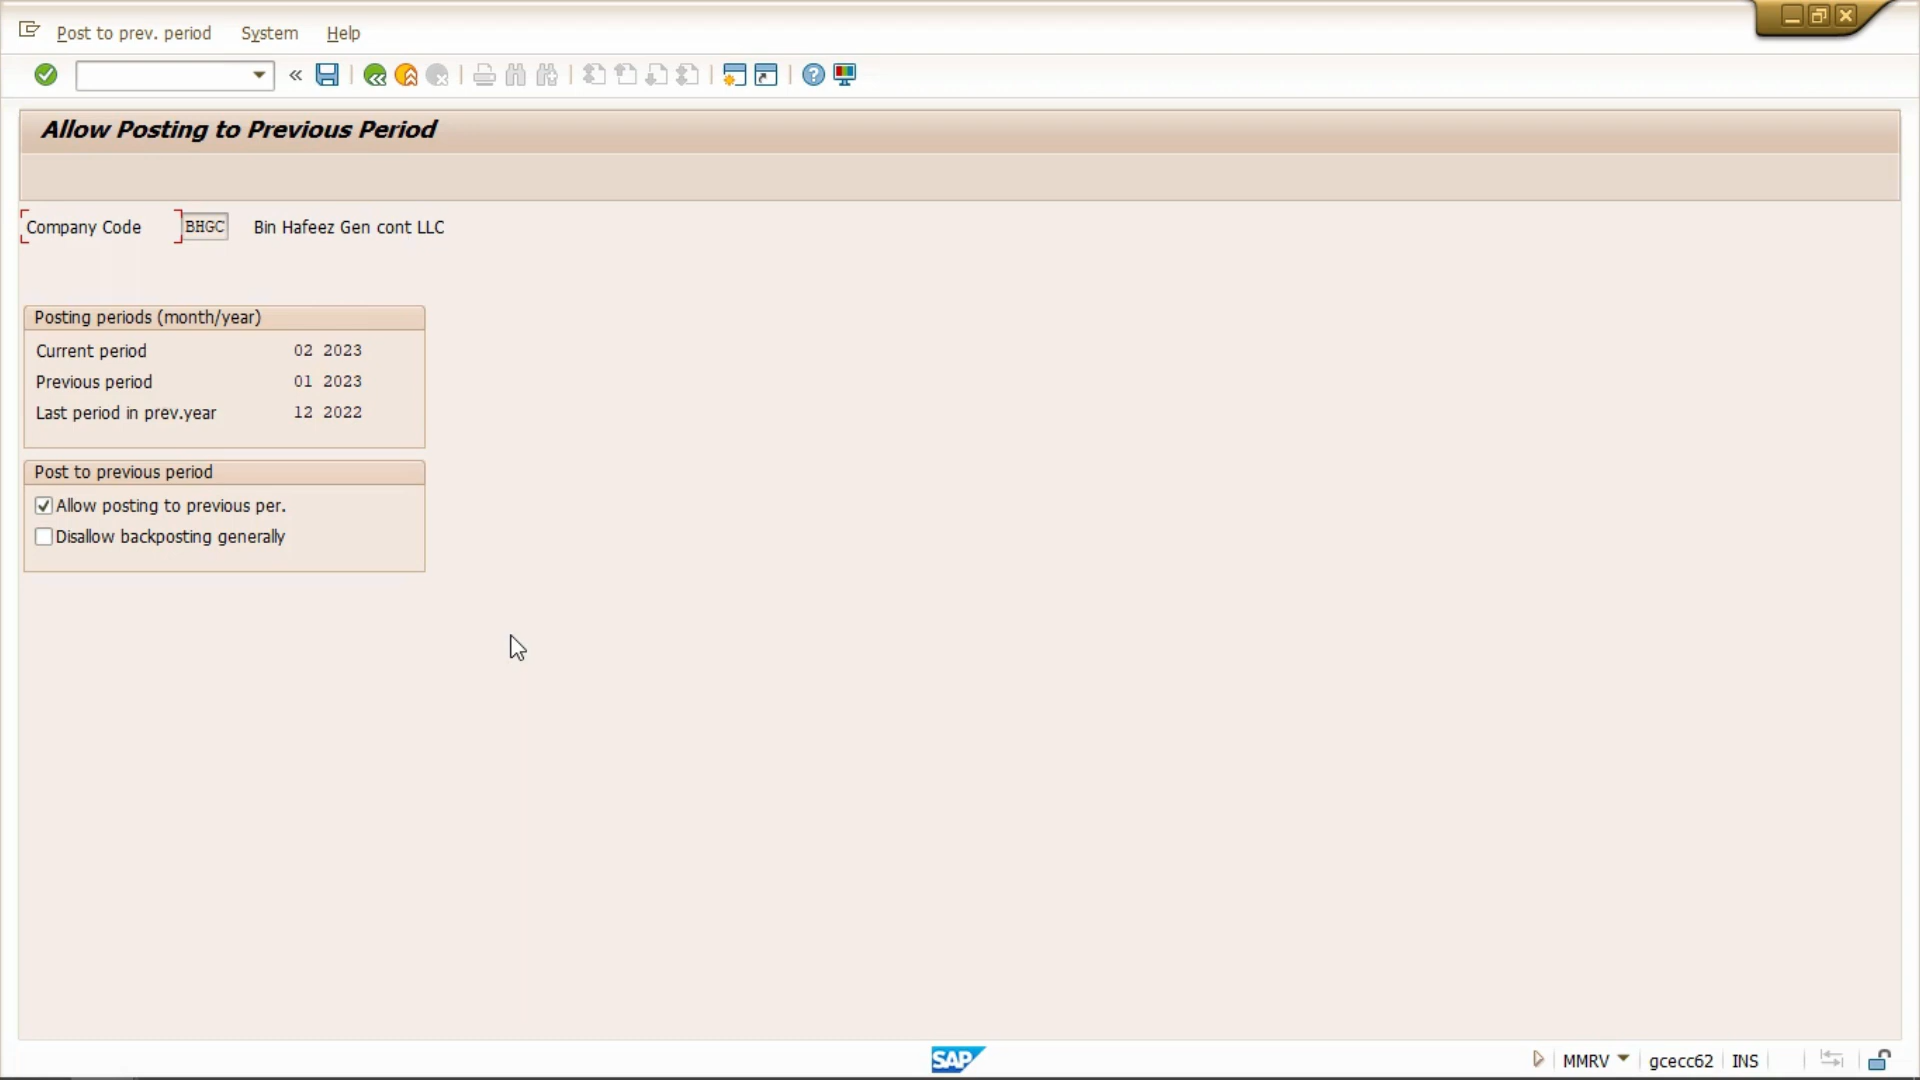 Post to prev. period System Help
Allow Posting to Previous Period
Company Code BHGC Bin Hafeez Gen cont LLC
Posting periods (month/year)
Current period 02 2023
Previous period 01 2023
Last period in prev.year 12 2022
Post to previous period
Allow posting to previous per.
Disallow backposting generally
SAP MMRV gcecc62 INS